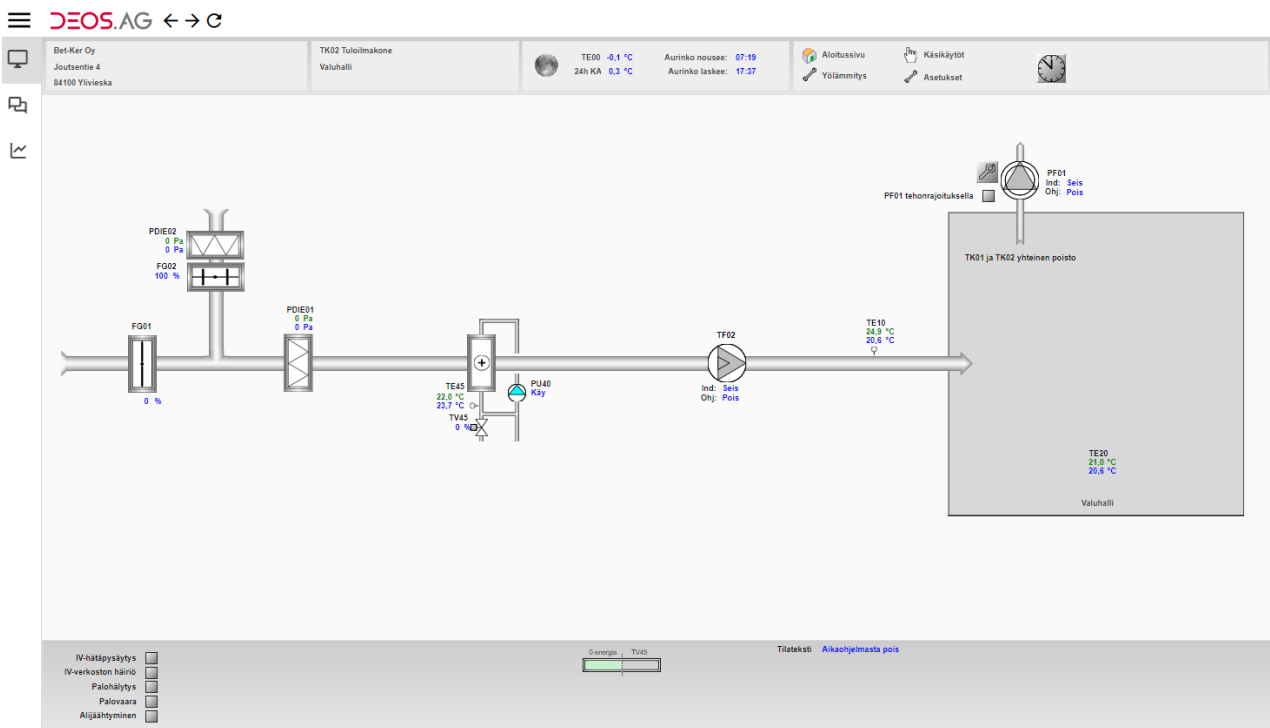 DEOS.AG
Bet-Ker Oy
Joutsentie 4
84100 Ylivieska
TK02 Tuloilmakone
Valuhalli
TE00 -0,1 °C
24h KA 0,3 °C
Aurinko nousee: 07:19
Aurinko laskee: 17:37
Aloitussivu
Yölämmitys
Käsikäytöt
Asetukset
PF01
Ind: Seis
Ohj: Pois
PF01 tehonrajoituksella
TK01 ja TK02 yhteinen poisto
PDIE02
0 Pa
0 Pa
FG02
100 %
FG01
0 %
PDIE01
0 Pa
0 Pa
TE45
22,0 °C
23,7 °C
TV45
0 %
PU40
Käy
TF02
Ind: Seis
Ohj: Pois
TE10
24,9 °C
20,6 °C
TE20
21,0 °C
20,6 °C
Valuhalli
IV-hätäpysäytys
IV-verkoston häiriö
Palohälytys
Palovaara
Alijäähtyminen
0-energia TV45
Tilateksti Aikaohjelmasta pois